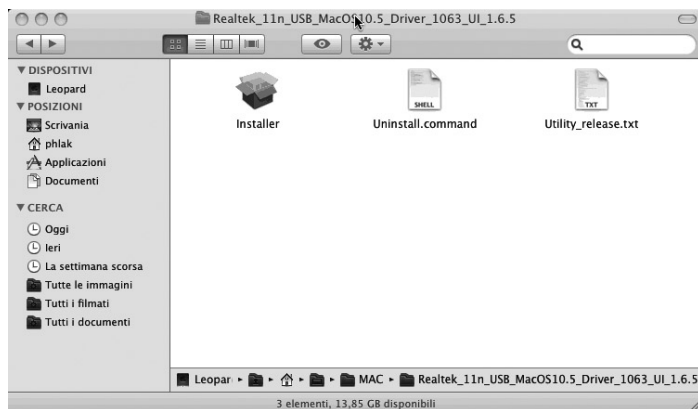 Realtek_11n_USB_MacOS10.5_Driver_1063_UI_1.6.5
DISPOSITIVI
Leopard
POSIZIONI
Scrivania
phlak
Applicazioni
Documenti
CERCA
Oggi
Ieri
La settimana scorsa
Tutte le immagini
Tutti i filmati
Tutti i documenti
Installer
SHELL
Uninstall.command
TXT
Utility_release.txt
Leopar
MAC
Realtek_11n_USB_MacOS10.5_Driver_1063_UI_1.6.5
3 elementi, 13,85 GB disponibili